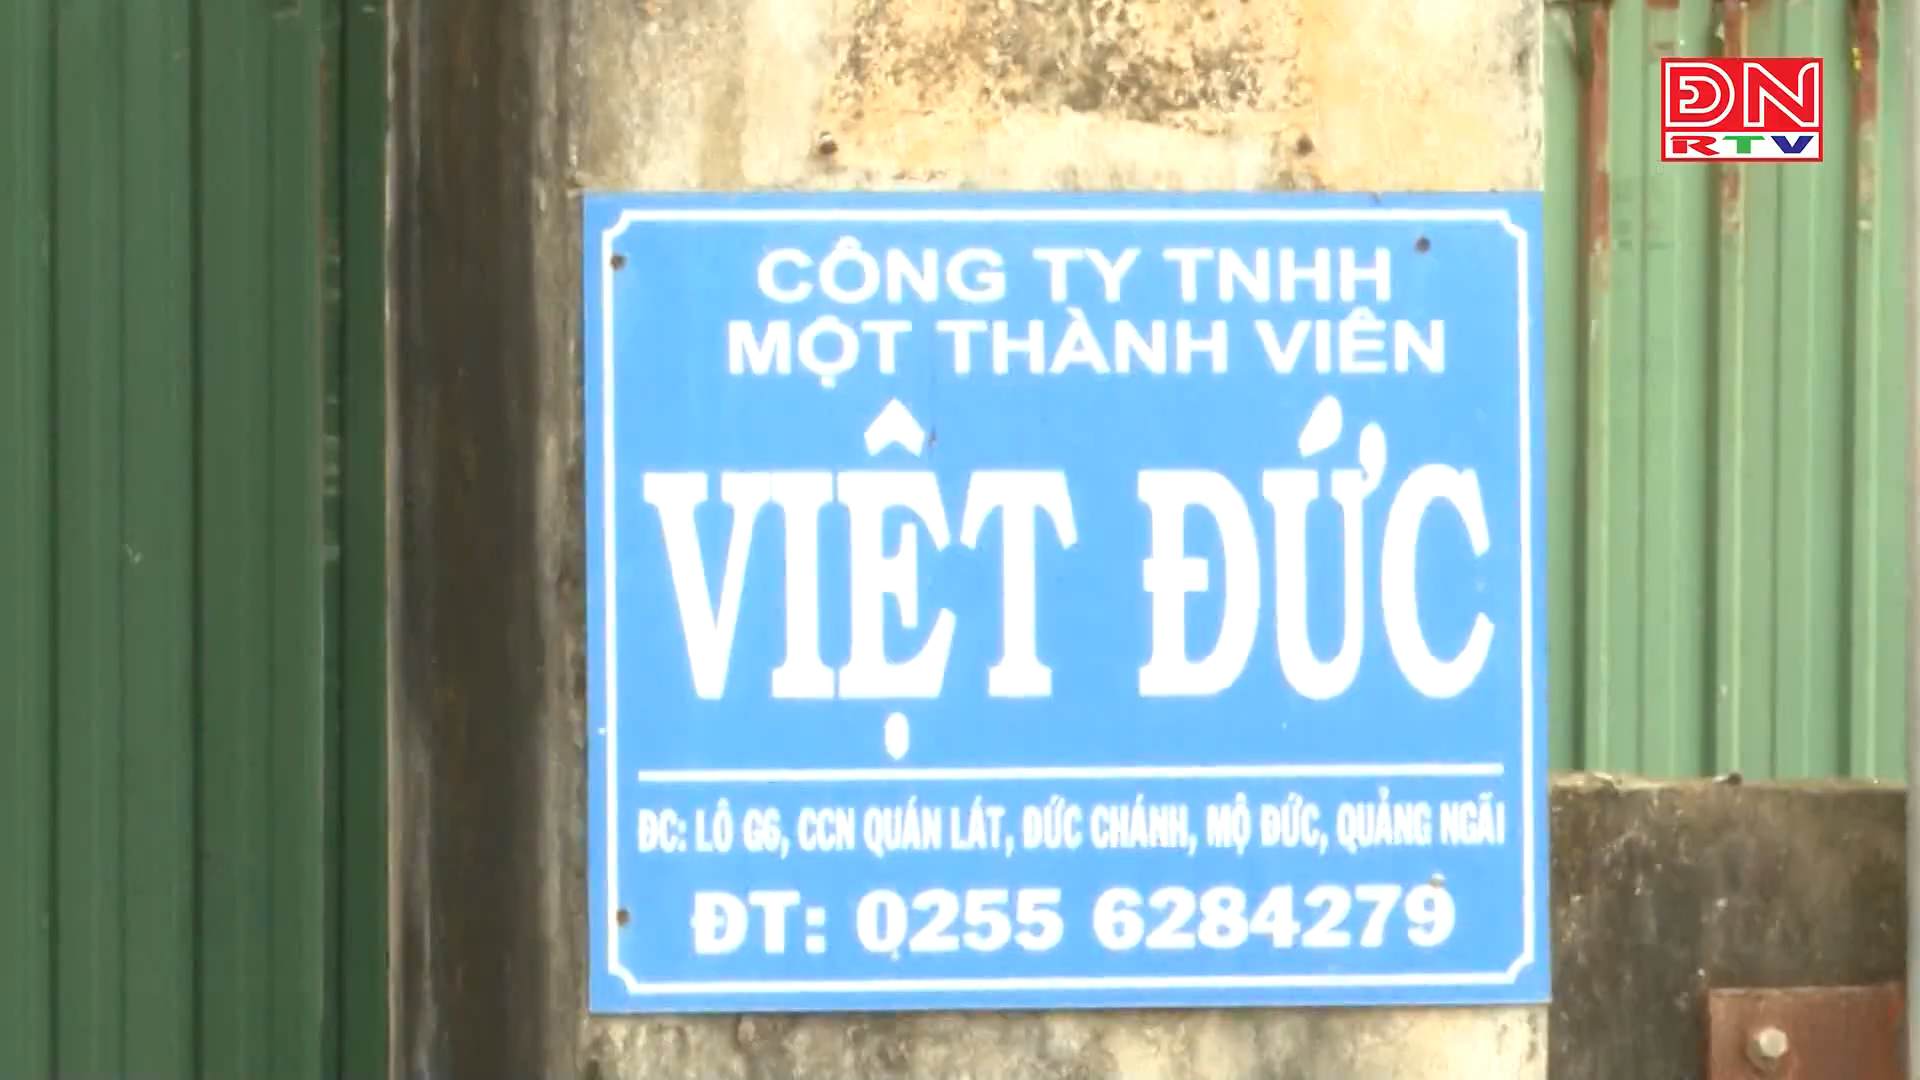 ĐN
RTV
CÔNG TY TNHH
MỘT THÀNH VIÊN
VIỆT ĐỨC
ĐC: LÔ G6, CCN QUÁN LÁT, ĐỨC CHÁNH, MỘ ĐỨC, QUẢNG NGÃI
ĐT: 0255 6284279